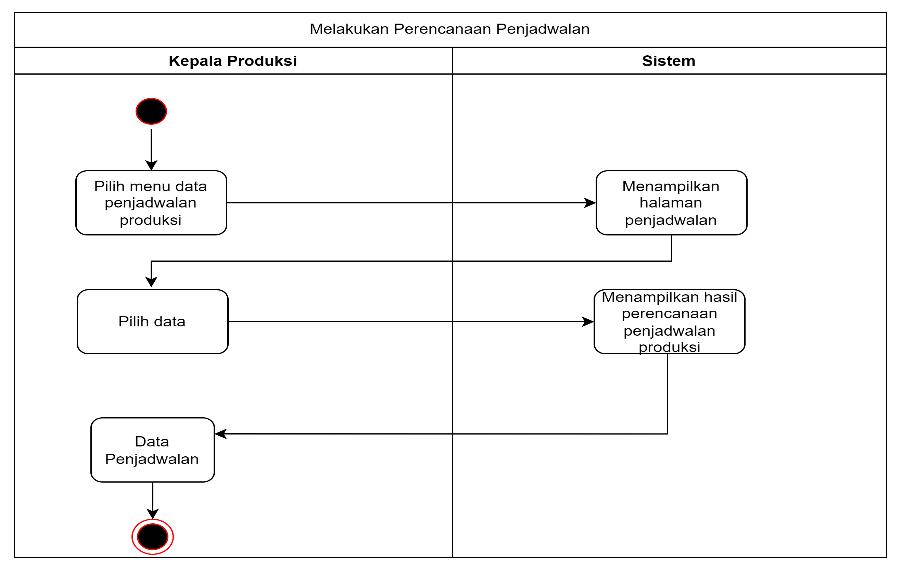 Melakukan Perencanaan Penjadwalan
Kepala Produksi
Sistem
Pilih menu data
penjadwalan
produksi
Menampilkan
halaman
penjadwalan
Pilih data
Menampilkan hasil
perencanaan
penjadwalan
produksi
Data
Penjadwalan